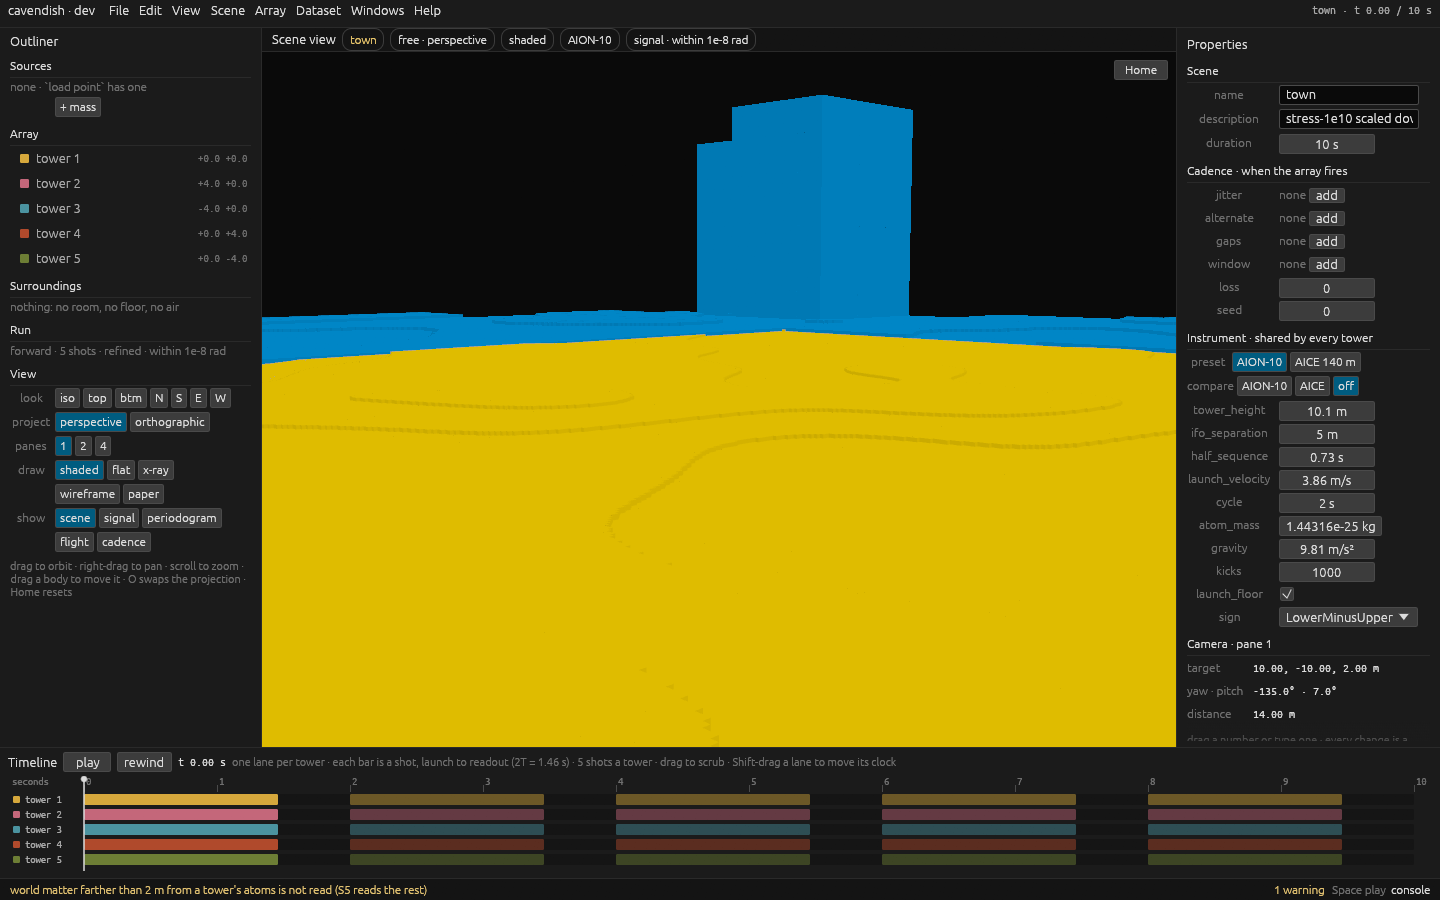 cavendish · dev File Edit View Scene Array Dataset Windows Help town · t 0.00 / 10 s
Outliner
Sources
none · `load point` has one
+ mass
Array
tower 1 +0.0 +0.0
tower 2 +4.0 +0.0
tower 3 -4.0 +0.0
tower 4 +0.0 +4.0
tower 5 +0.0 -4.0
Surroundings
nothing: no room, no floor, no air
Run
forward · 5 shots · refined · within 1e-8 rad
View
look iso top btm N S E W
project perspective orthographic
panes 1 2 4
draw shaded flat x-ray
wireframe paper
show scene signal periodogram
flight cadence
drag to orbit · right-drag to pan · scroll to zoom ·
drag a body to move it · O swaps the projection ·
Home resets
Scene view town free · perspective shaded AION-10 signal · within 1e-8 rad
Home
Properties
Scene
name town
description stress-1e10 scaled dow
duration 10 s
Cadence · when the array fires
jitter none add
alternate none add
gaps none add
window none add
loss 0
seed 0
Instrument · shared by every tower
preset AION-10 AICE 140 m
compare AION-10 AICE off
tower_height 10.1 m
ifo_separation 5 m
half_sequence 0.73 s
launch_velocity 3.86 m/s
cycle 2 s
atom_mass 1.44316e-25 kg
gravity 9.81 m/s²
kicks 1000
launch_floor
sign LowerMinusUpper
Camera · pane 1
target 10.00, -10.00, 2.00 m
yaw · pitch -135.0° · 7.0°
distance 14.00 m
drag a number or type one · every change is a
Timeline play rewind t 0.00 s one lane per tower · each bar is a shot, launch to readout (2T = 1.46 s) · 5 shots a tower · drag to scrub · Shift-drag a lane to move its clock
seconds 0 1 2 3 4 5 6 7 8 9 10
tower 1
tower 2
tower 3
tower 4
tower 5
world matter farther than 2 m from a tower's atoms is not read (S5 reads the rest) 1 warning Space play console